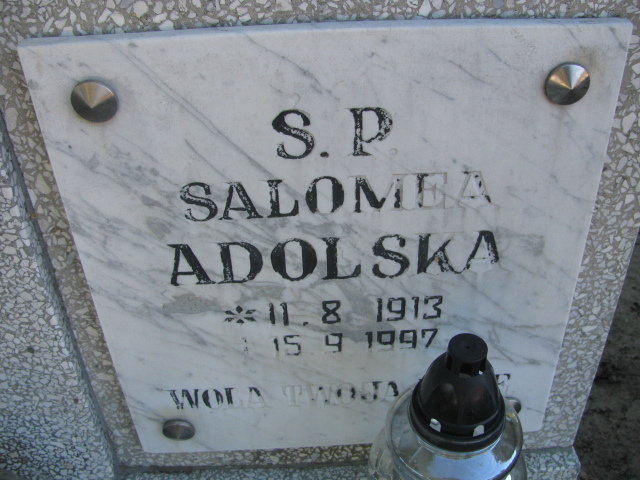 S.P
SALOMEA
ADOLSKA
* 11.8 1913
15 9 1997
WOLA TWOJA